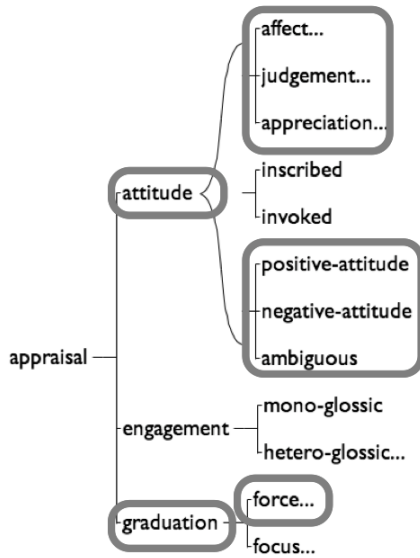 affect...
judgement...
appreciation...
attitude
inscribed
invoked
positive-attitude
negative-attitude
ambiguous
appraisal
mono-glossic
engagement
hetero-glossic...
force...
graduation
focus...